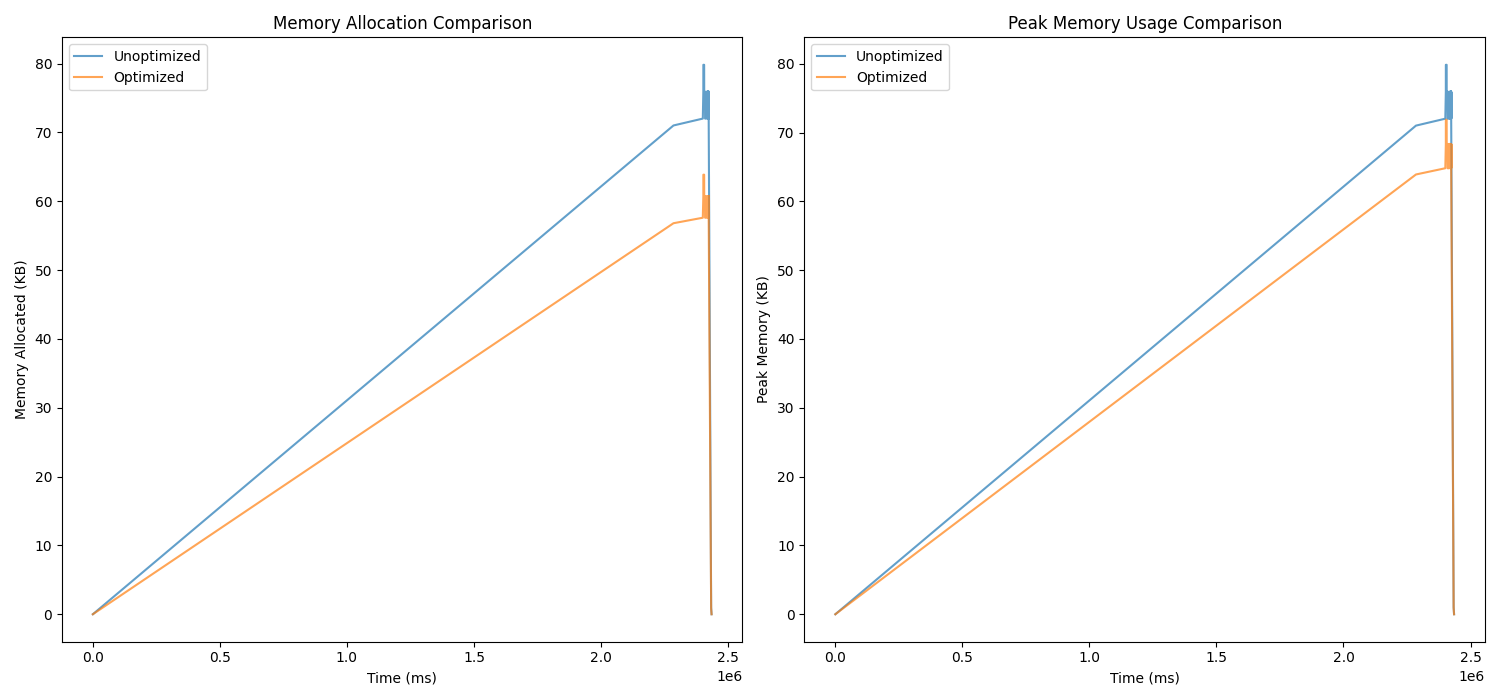 Memory Allocation Comparison
Unoptimized
Optimized
80
70
60
50
40
30
20
10
0
Memory Allocated (KB)
0.0 0.5 1.0 1.5 2.0 2.5
1e6
Time (ms)
Peak Memory Usage Comparison
Unoptimized
Optimized
80
70
60
50
40
30
20
10
0
Peak Memory (KB)
0.0 0.5 1.0 1.5 2.0 2.5
1e6
Time (ms)